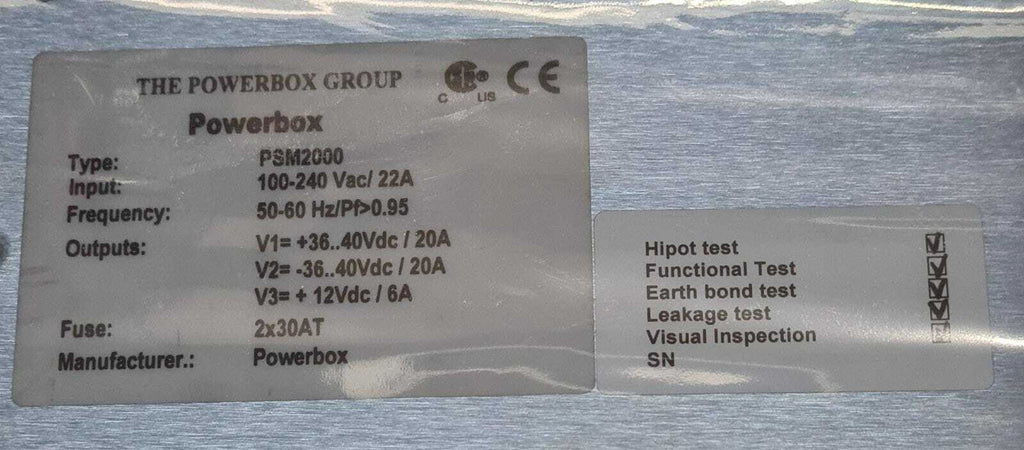 THE POWERBOX GROUP
C US CE
Powerbox
Type: PSM2000
Input: 100-240 Vac/ 22A
Frequency: 50-60 Hz/Pf>0.95
Outputs: V1= +36..40Vdc / 20A
V2= -36..40Vdc / 20A
V3= + 12Vdc / 6A
Fuse: 2x30AT
Manufacturer.: Powerbox
Hipot test
Functional Test
Earth bond test
Leakage test
Visual Inspection
SN